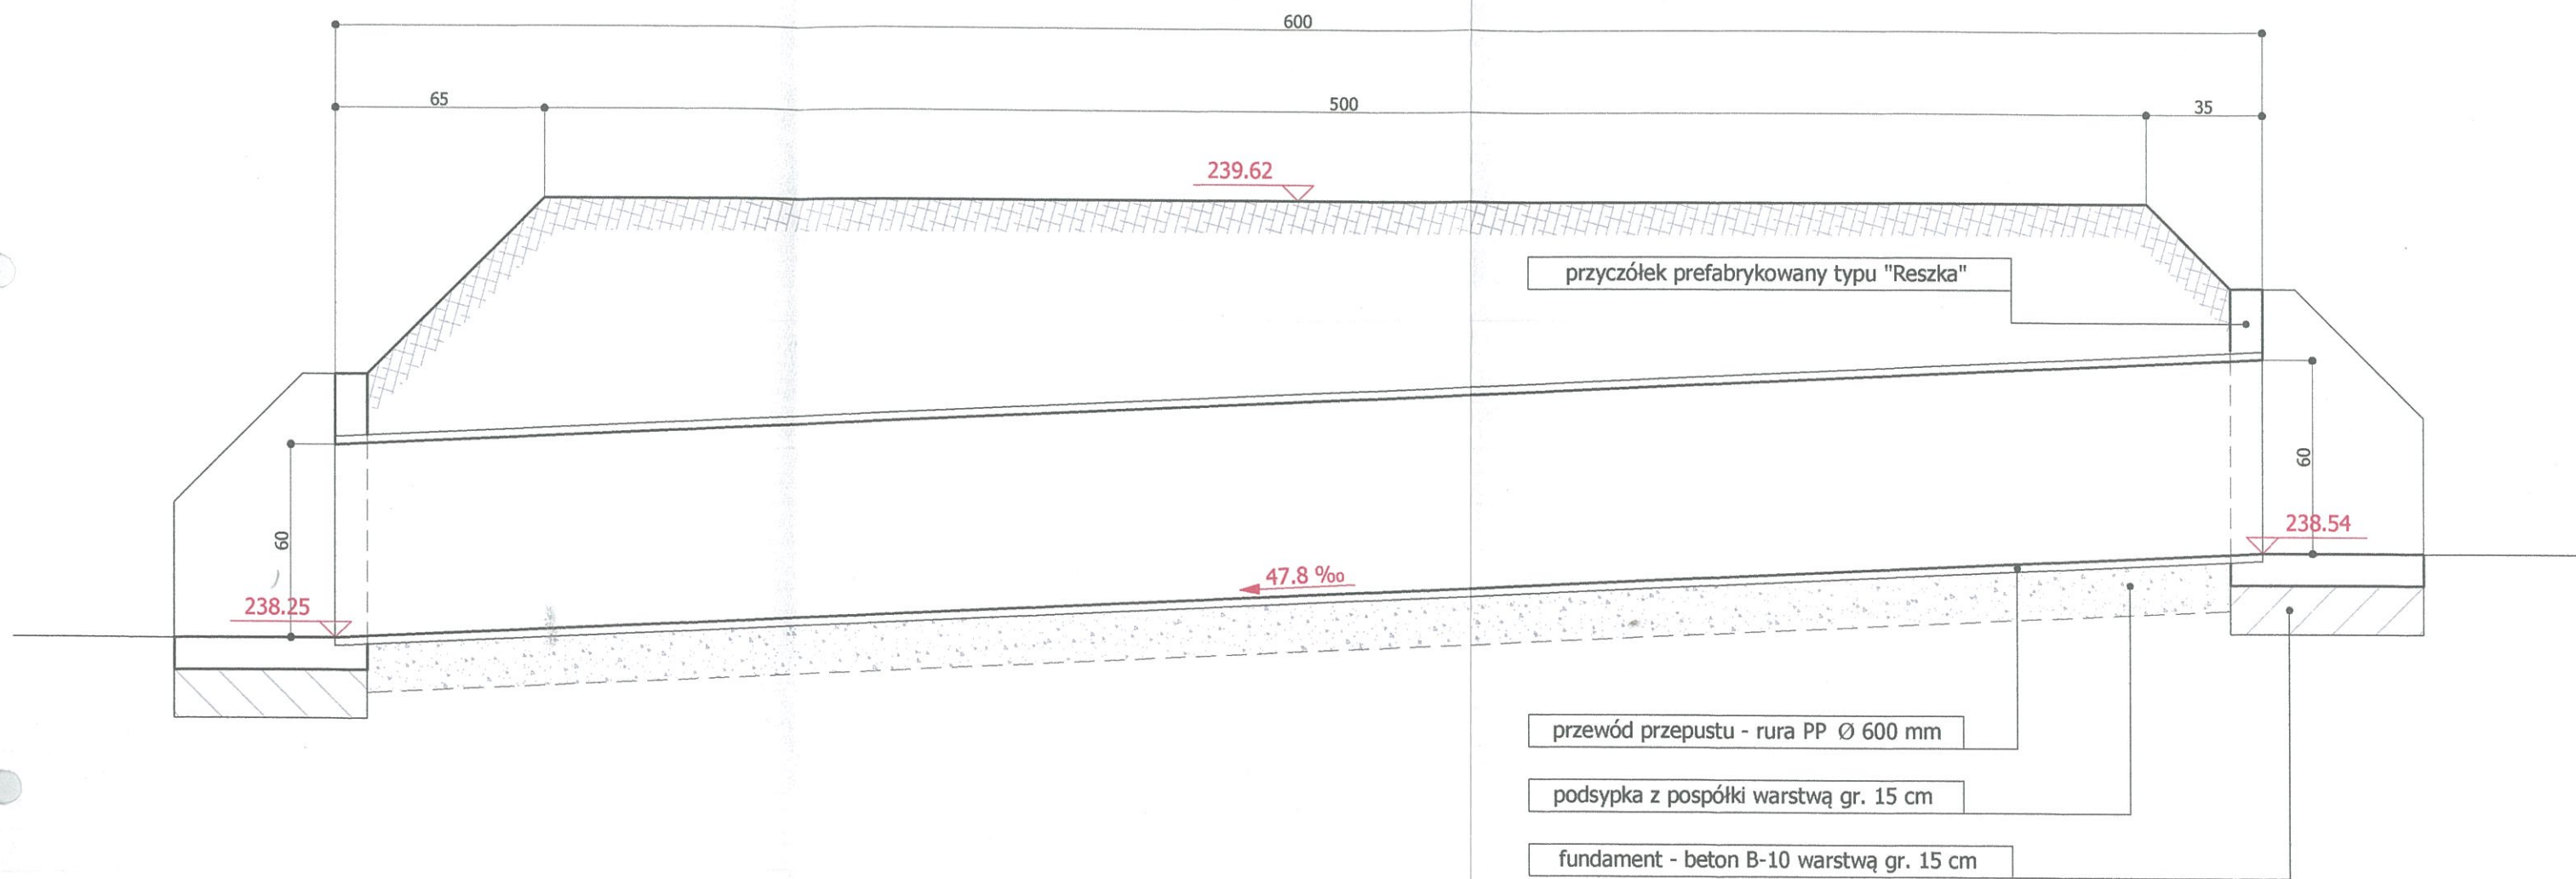 600
65
500
35
239.62
przyczółek prefabrykowany typu "Reszka"
60
60
238.54
47.8 ‰
238.25
przewód przepustu - rura PP Ø 600 mm
podsypka z pospółki warstwą gr. 15 cm
fundament - beton B-10 warstwą gr. 15 cm